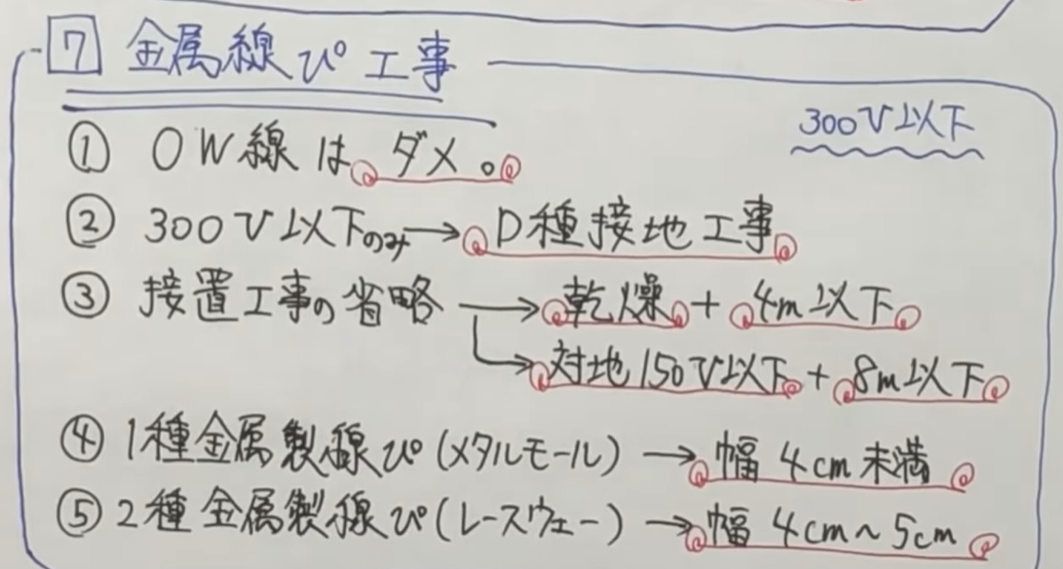 7 金属線ぴ工事
300V以下
① OW線は ダメ。
② 300V以下のみ→D種接地工事
③ 接置工事の省略 → 乾燥 + 4m以下
→ 対地150V以下 + 8m以下
④ 1種金属製線ぴ(メタルモール) → 幅 4cm未満
⑤ 2種金属製線ぴ(レースウェー) → 幅 4cm~5cm